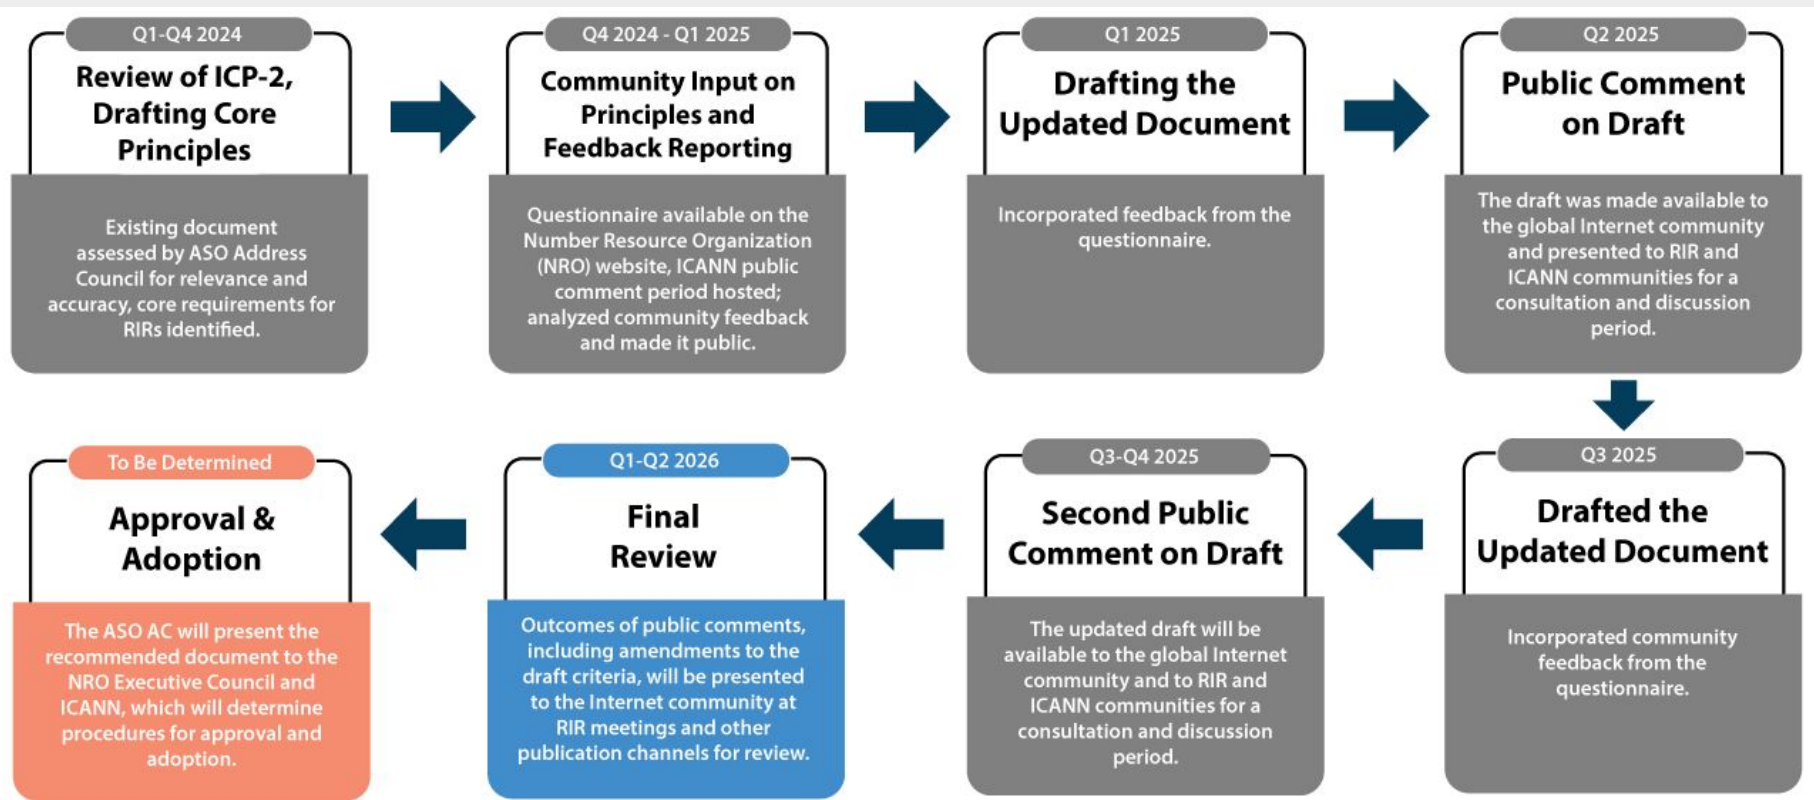 Q1-Q4 2024
Review of ICP-2,
Drafting Core
Principles
Existing document
assessed by ASO Address
Council for relevance and
accuracy, core requirements for
RIRs identified.
Q4 2024 - Q1 2025
Community Input on
Principles and
Feedback Reporting
Questionnaire available on the
Number Resource Organization
(NRO) website, ICANN public
comment period hosted;
analyzed community feedback
and made it public.
Q1 2025
Drafting the
Updated Document
Incorporated feedback from the
questionnaire.
Q2 2025
Public Comment
on Draft
The draft was made available to
the global Internet community
and presented to RIR and
ICANN communities for a
consultation and discussion
period.
Q3 2025
Drafted the
Updated Document
Incorporated community
feedback from the
questionnaire.
Q3-Q4 2025
Second Public
Comment on Draft
The updated draft will be
available to the global Internet
community and to RIR and
ICANN communities for a
consultation and discussion
period.
Q1-Q2 2026
Final
Review
Outcomes of public comments,
including amendments to the
draft criteria, will be presented
to the Internet community at
RIR meetings and other
publication channels for review.
To Be Determined
Approval &
Adoption
The ASO AC will present the
recommended document to the
NRO Executive Council and
ICANN, which will determine
procedures for approval and
adoption.